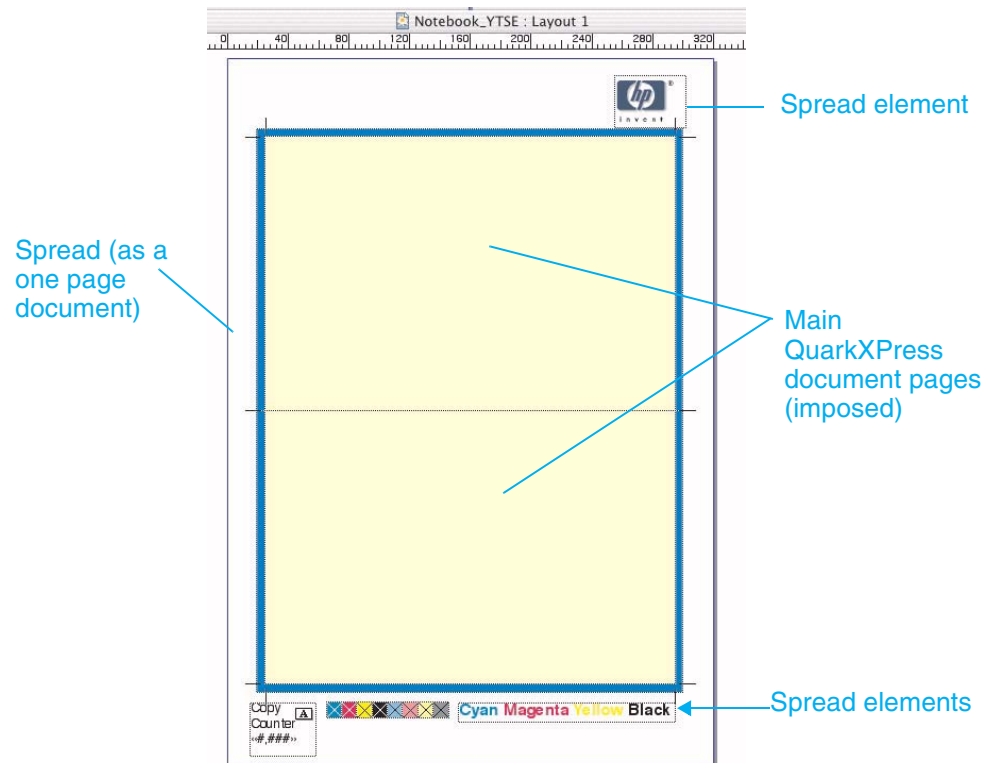 Notebook_YTSE : Layout 1
0 40 80 120 160 200 240 280 320
hp ®
invent
Spread element
Spread (as a
one page
document)
Main
QuarkXPress
document pages
(imposed)
Copy A
Counter
‹‹#,###››
Cyan Magenta Yellow Black
Spread elements